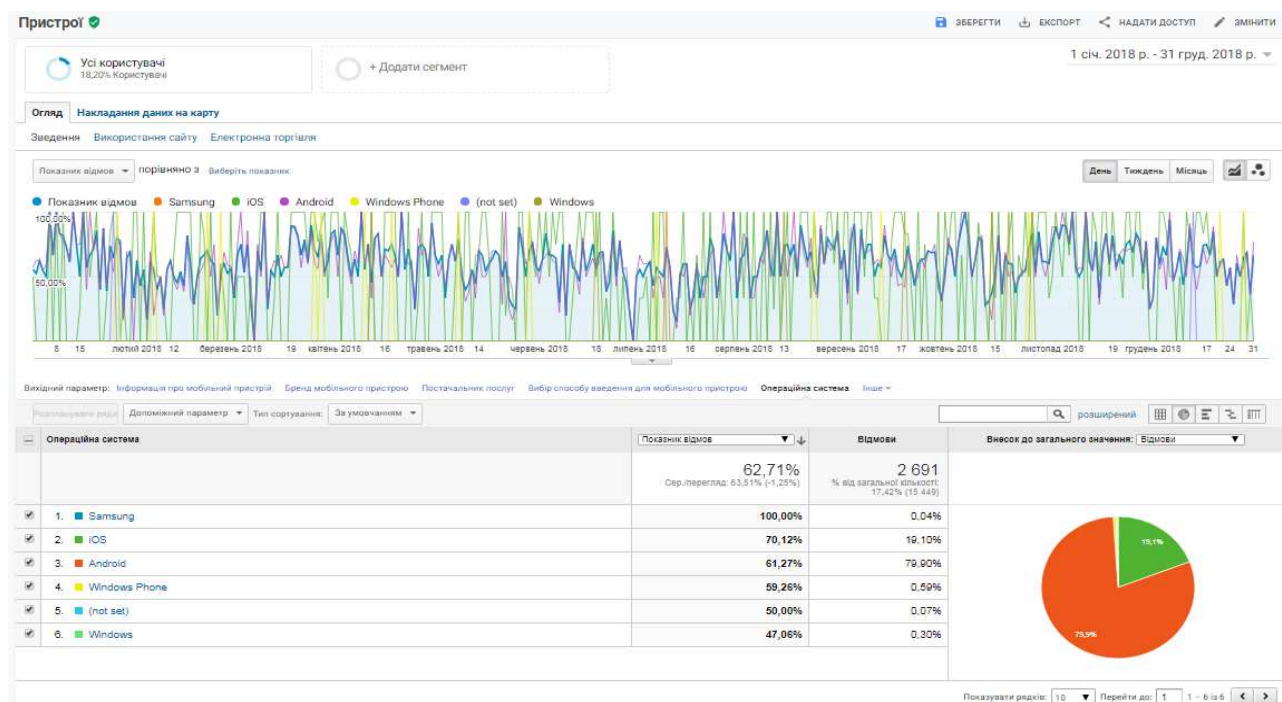 Пристрої
ЗБЕРЕГТИ ЕКСПОРТ НАДАТИ ДОСТУП ЗМІНИТИ
Усі користувачі
18,20% Користувачі
+ Додати сегмент
1 січ. 2018 р. - 31 груд. 2018 р.
Огляд Накладання даних на карту
Зведення Використання сайту Електронна торгівля
Показник відмов порівняно з Виберіть показник
День Тиждень Місяць
Показник відмов Samsung iOS Android Windows Phone (not set) Windows
100,00%
50,00%
8 15 лютий 2018 12 березень 2018 19 квітень 2018 16 травень 2018 14 червень 2018 18 липень 2018 16 серпень 2018 13 вересень 2018 17 жовтень 2018 15 листопад 2018 19 грудень 2018 17 24 31
Вихідний параметр: Інформація про мобільний пристрій Бренд мобільного пристрою Постачальник послуг Вибір способу введення для мобільного пристрою Операційна система Інше
Допоміжний параметр Тип сортування: За умовчанням розширений
Операційна система Показник відмов Відмови Внесок до загального значення: Відмови
62,71% 2 691
Сер./перегляд: 63,51% (-1,25%) % від загальної кількості:
17,42% (15 449)
1. Samsung 100,00% 0,04%
2. iOS 70,12% 19,10%
3. Android 61,27% 79,90%
4. Windows Phone 59,26% 0,59%
5. (not set) 50,00% 0,07%
6. Windows 47,06% 0,30%
19,1%
79,9%
Показувати рядків: 10 Перейти до: 1 1 – 6 із 6